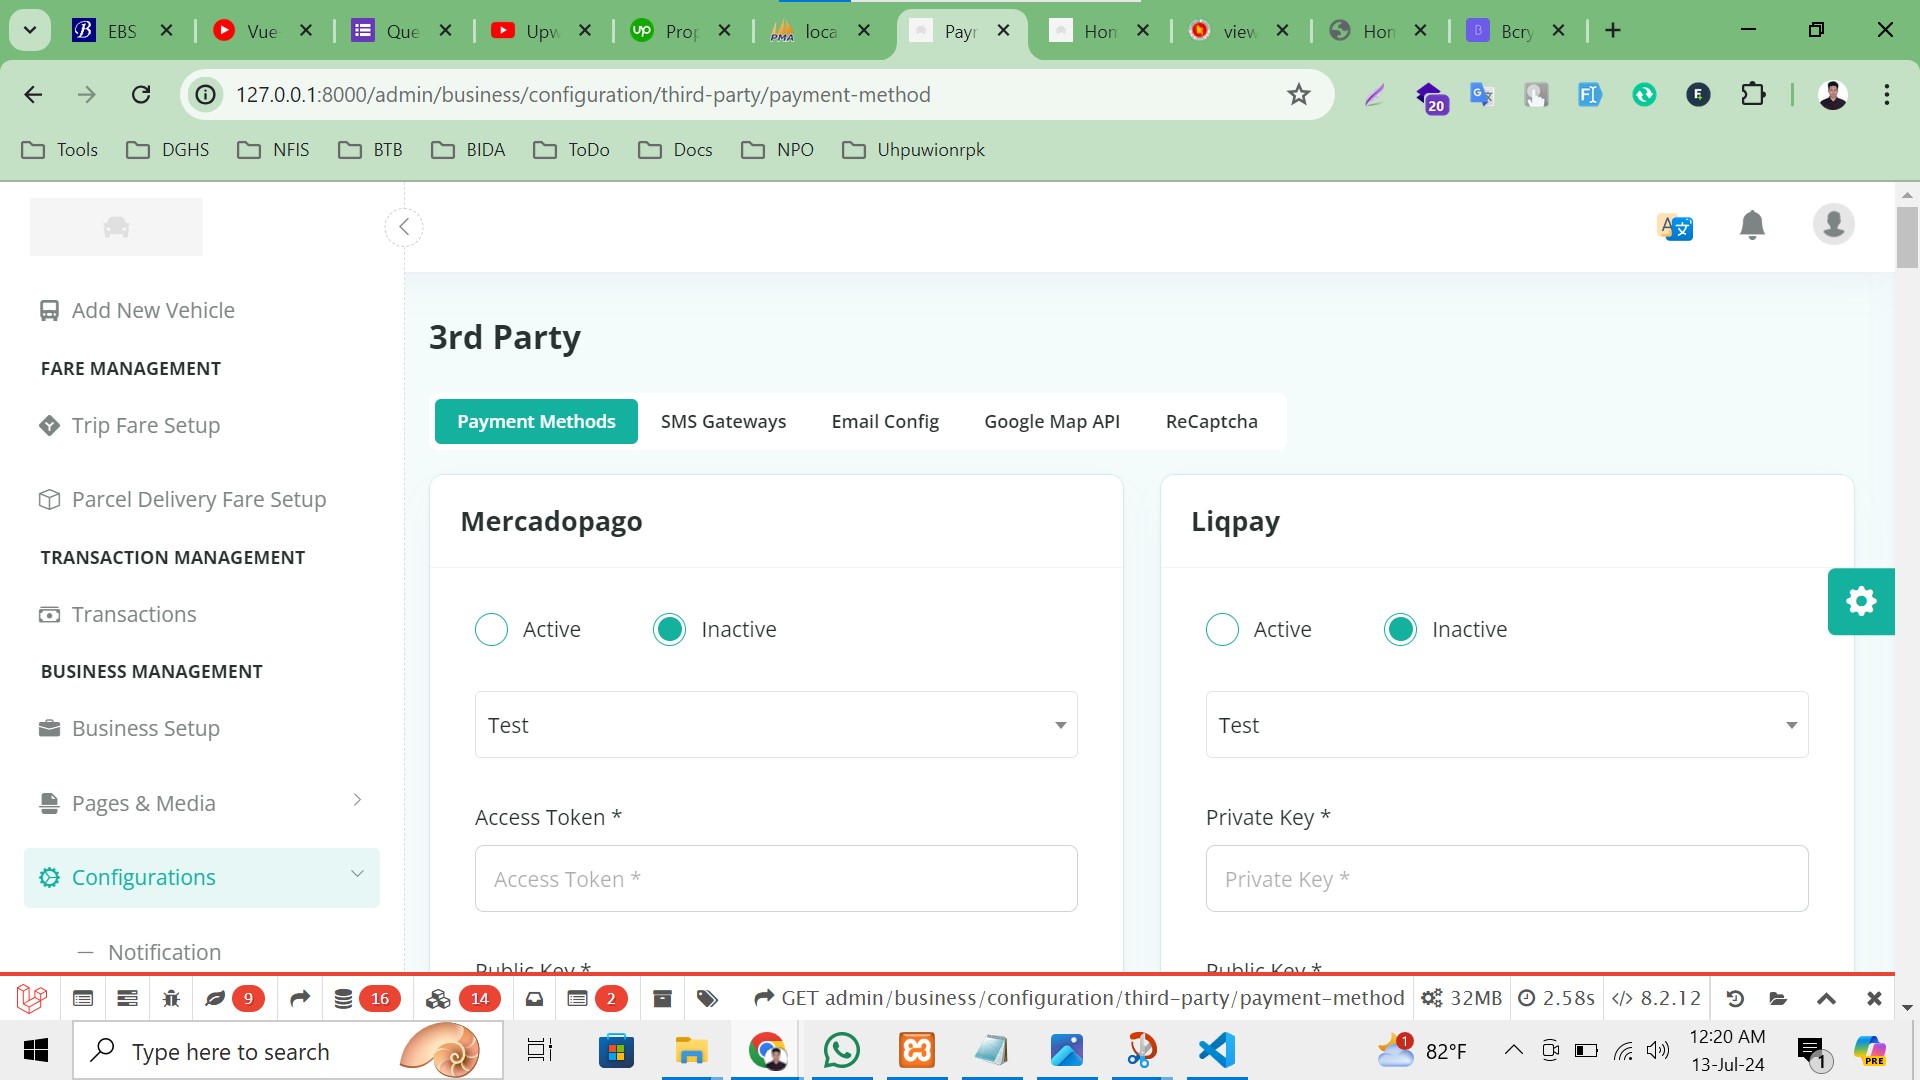 EBS
Vue
Que
Upw
Prop
loca
Payr
Hon
view
Hon
Bcry
127.0.0.1:8000/admin/business/configuration/third-party/payment-method
20
Tools
DGHS
NFIS
BTB
BIDA
ToDo
Docs
NPO
Uhpuwionrpk
Add New Vehicle
FARE MANAGEMENT
Trip Fare Setup
Parcel Delivery Fare Setup
TRANSACTION MANAGEMENT
Transactions
BUSINESS MANAGEMENT
Business Setup
Pages & Media
Configurations
Notification
3rd Party
Payment Methods
SMS Gateways
Email Config
Google Map API
ReCaptcha
Mercadopago
Active
Inactive
Test
Access Token *
Access Token *
Public Key *
Liqpay
Active
Inactive
Test
Private Key *
Private Key *
Public Key *
9
16
14
2
GET admin/business/configuration/third-party/payment-method
32MB
2.58s
8.2.12
Type here to search
1
82°F
12:20 AM
13-Jul-24
1
PRE